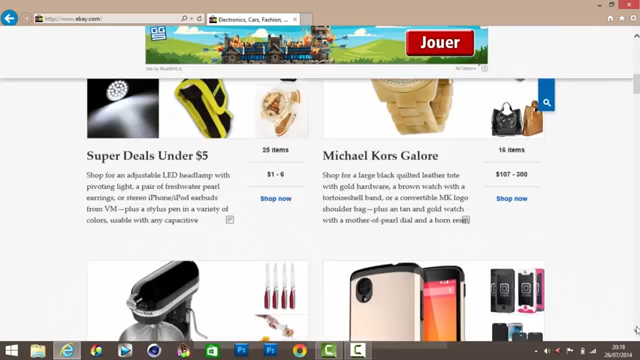 http://www.ebay.com/
Electronics, Cars, Fashion, ...
GGS
Jouer
Ad Options
Super Deals Under $5
25 items
Shop for an adjustable LED headlamp with
pivoting light, a pair of freshwater pearl
earrings, or stereo iPhone/iPod earbuds
from VM—plus a stylus pen in a variety of
colors, usable with any capacitive
$1 - 6
Shop now
Michael Kors Galore
16 items
Shop for a large black quilted leather tote
with gold hardware, a brown watch with a
tortoiseshell band, or a convertible MK logo
shoulder bag—plus an tan and gold watch
with a mother-of-pearl dial and a horn resin
$107 - 300
Shop now
20:18
26/07/2014